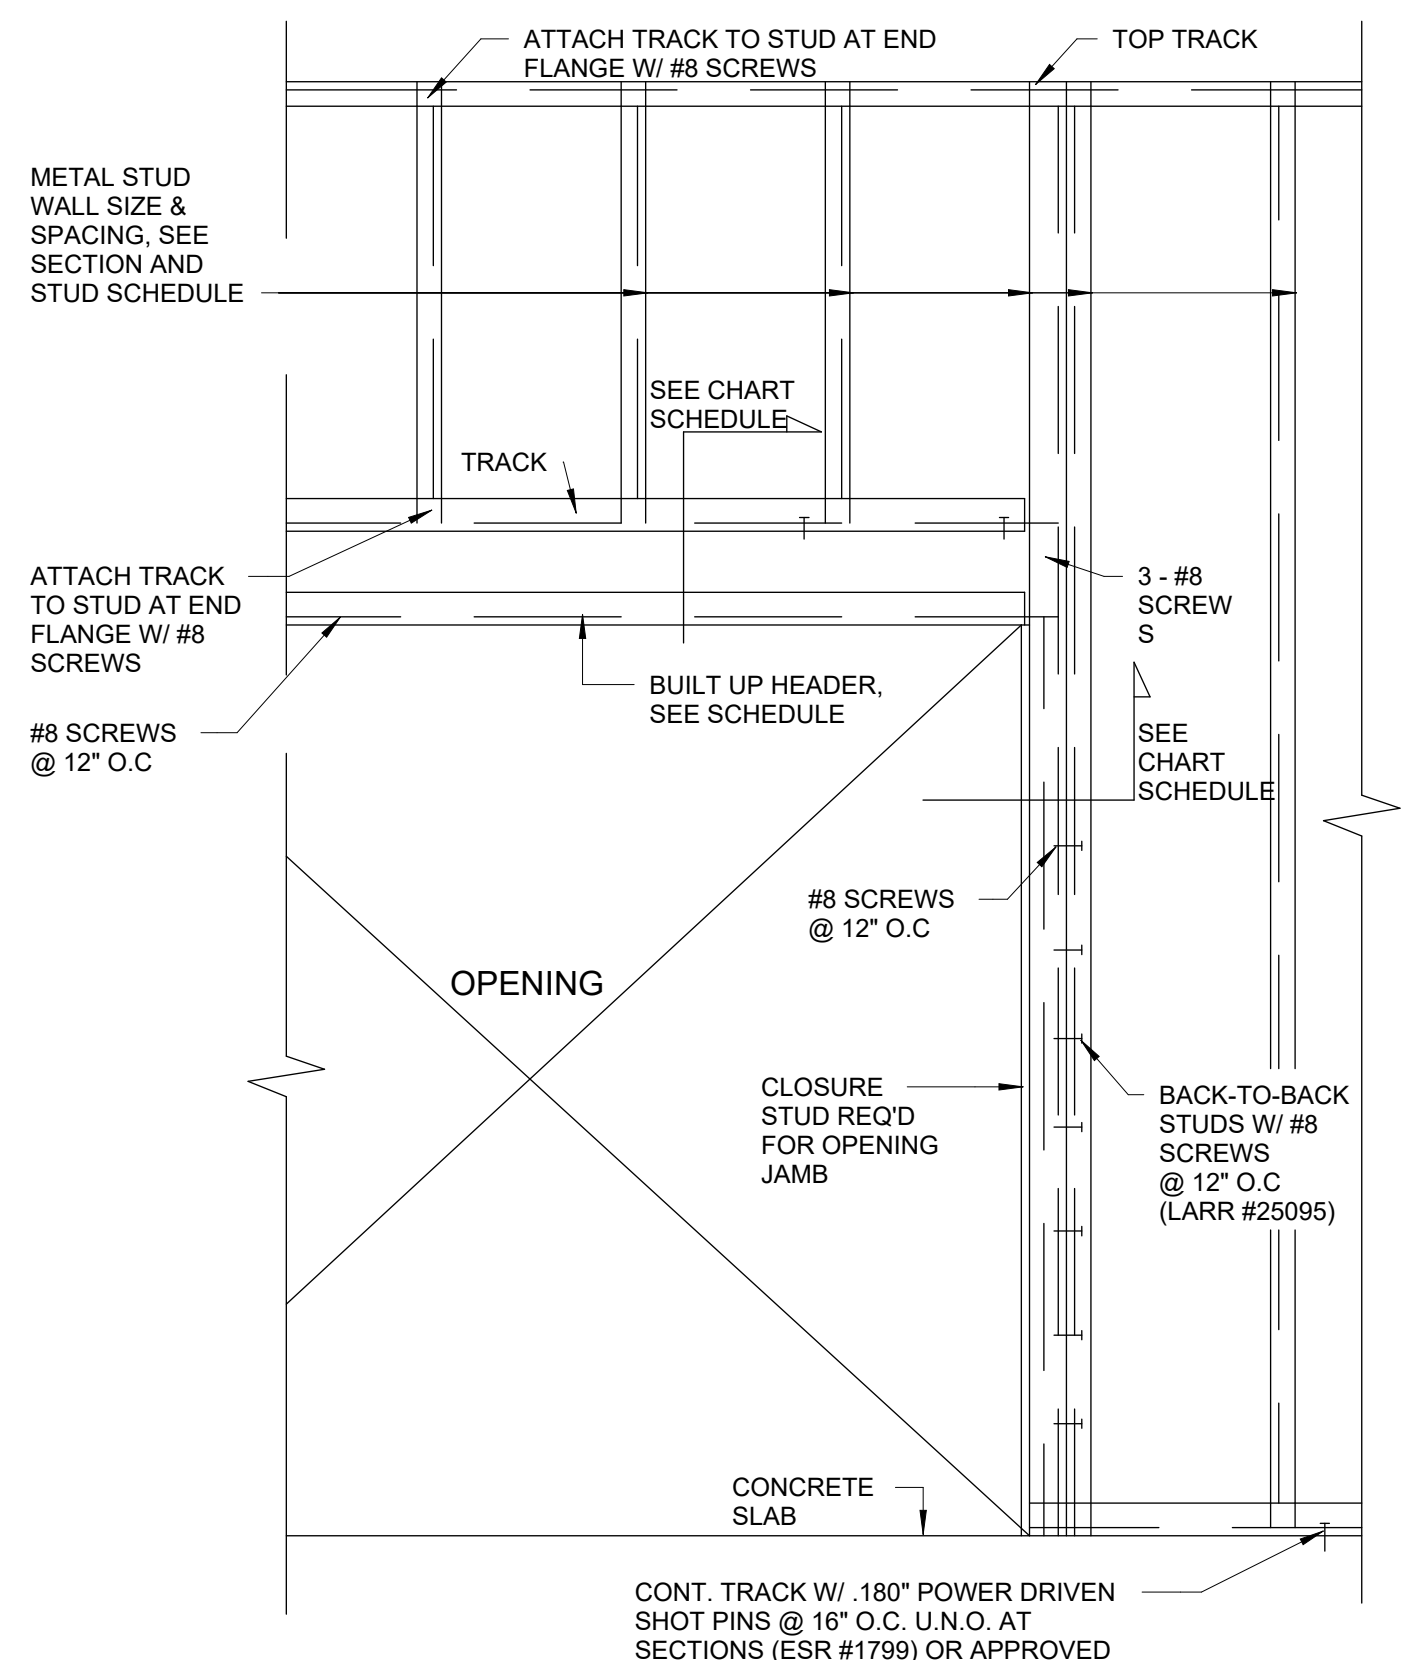 ATTACH TRACK TO STUD AT END
FLANGE W/ #8 SCREWS
TOP TRACK
METAL STUD
WALL SIZE &
SPACING, SEE
SECTION AND
STUD SCHEDULE
SEE CHART
SCHEDULE
TRACK
ATTACH TRACK
TO STUD AT END
FLANGE W/ #8
SCREWS
3 - #8
SCREW
S
BUILT UP HEADER,
SEE SCHEDULE
#8 SCREWS
@ 12" O.C
SEE
CHART
SCHEDULE
#8 SCREWS
@ 12" O.C
OPENING
CLOSURE
STUD REQ'D
FOR OPENING
JAMB
BACK-TO-BACK
STUDS W/ #8
SCREWS
@ 12" O.C
(LARR #25095)
CONCRETE
SLAB
CONT. TRACK W/ .180" POWER DRIVEN
SHOT PINS @ 16" O.C. U.N.O. AT
SECTIONS (ESR #1799) OR APPROVED